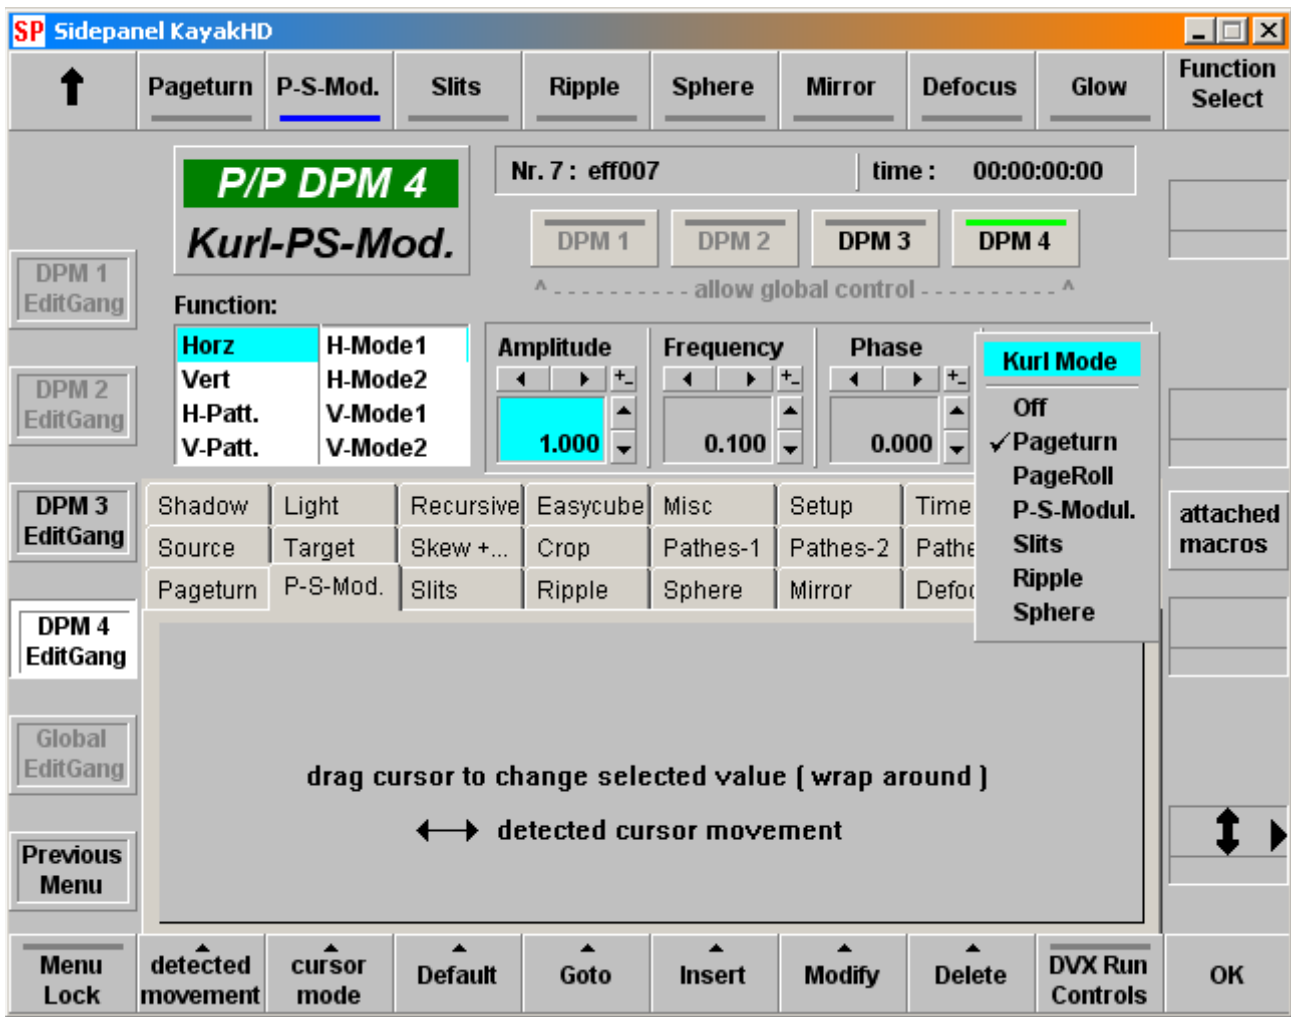 SP Sidepanel KayakHD
Pageturn P-S-Mod. Slits Ripple Sphere Mirror Defocus Glow Function Select
P/P DPM 4
Kurl-PS-Mod.
Nr. 7 : eff007 time : 00:00:00:00
DPM 1 DPM 2 DPM 3 DPM 4
^ - - - - - - - - - - allow global control - - - - - - - - - - ^
DPM 1
EditGang
Function:
Horz H-Mode1
Vert H-Mode2
H-Patt. V-Mode1
V-Patt. V-Mode2
Amplitude Frequency Phase
+- +- +-
1.000 0.100 0.000
Kurl Mode
Off
✓Pageturn
PageRoll
P-S-Modul.
Slits
Ripple
Sphere
DPM 2
EditGang
DPM 3
EditGang
Shadow Light Recursive Easycube Misc Setup Time
Source Target Skew +... Crop Pathes-1 Pathes-2 Pathe
Pageturn P-S-Mod. Slits Ripple Sphere Mirror Defoc
attached
macros
DPM 4
EditGang
Global
EditGang
drag cursor to change selected value ( wrap around )
detected cursor movement
Previous
Menu
Menu Lock
detected movement
cursor mode
Default
Goto
Insert
Modify
Delete
DVX Run Controls
OK